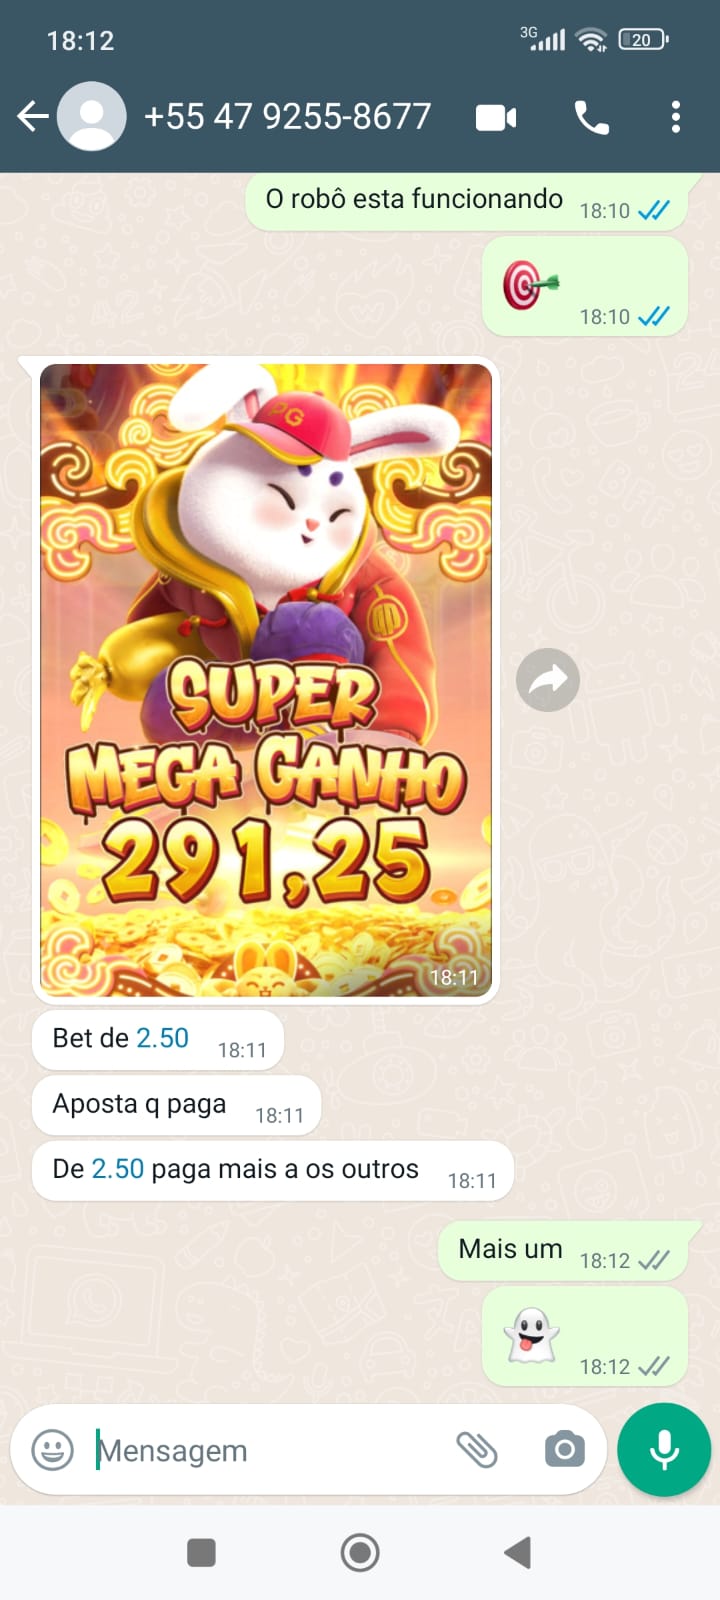 18:12
3G
20
+55 47 9255-8677
O robô esta funcionando 18:10
18:10
PG
SUPER
MEGA GANHO
291,25
18:11
Bet de 2.50 18:11
Aposta q paga 18:11
De 2.50 paga mais a os outros 18:11
Mais um 18:12
18:12
Mensagem